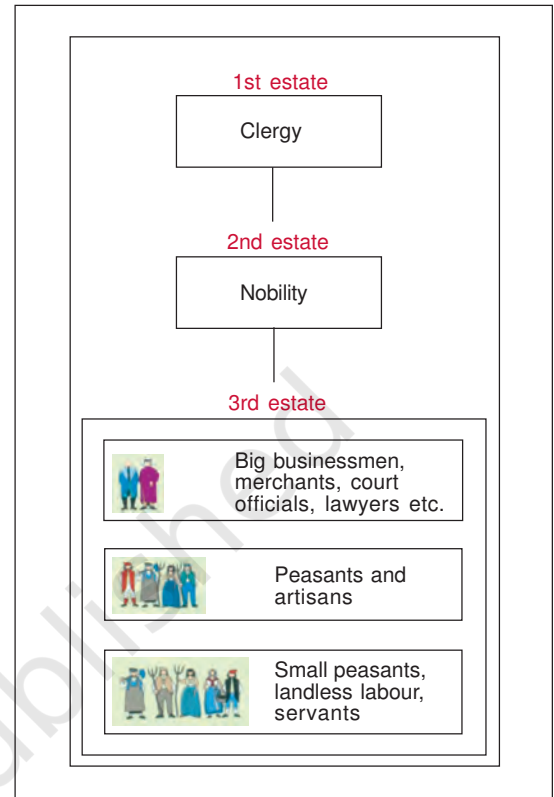 1st estate
Clergy
2nd estate
Nobility
3rd estate
Big businessmen,
merchants, court
officials, lawyers etc.
Peasants and
artisans
Small peasants,
landless labour,
servants